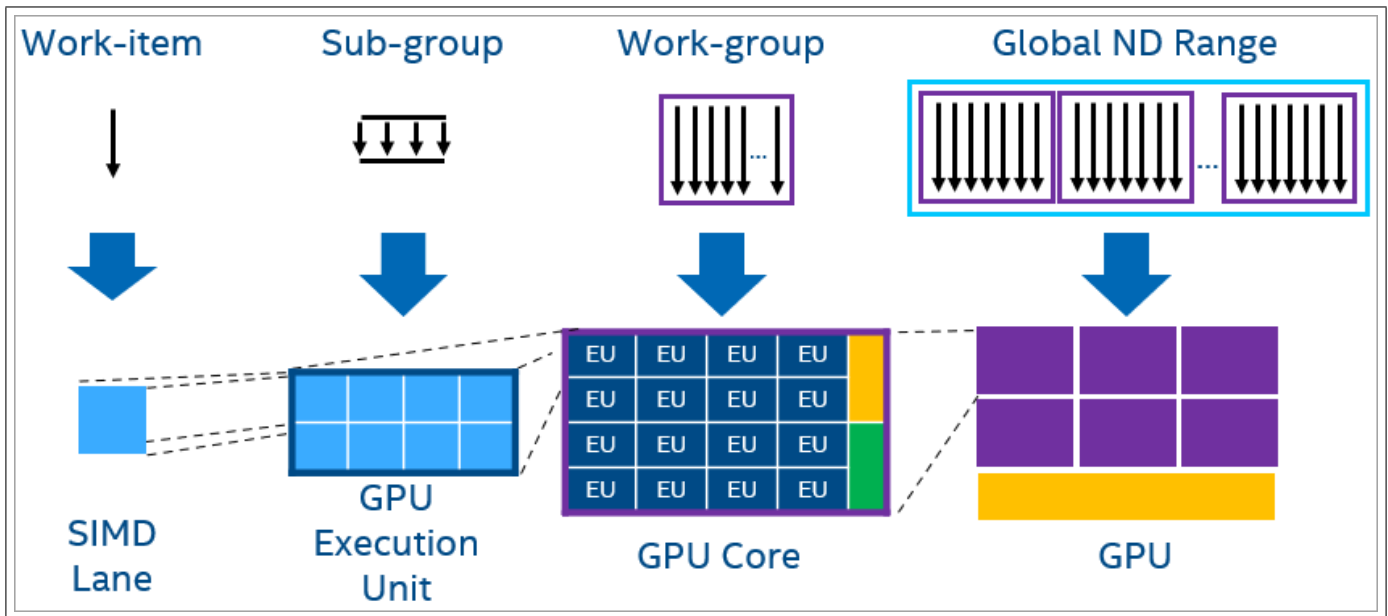 Work-item
Sub-group
Work-group
Global ND Range
...
...
EU EU EU EU
EU EU EU EU
EU EU EU EU
EU EU EU EU
SIMD
Lane
GPU
Execution
Unit
GPU Core
GPU